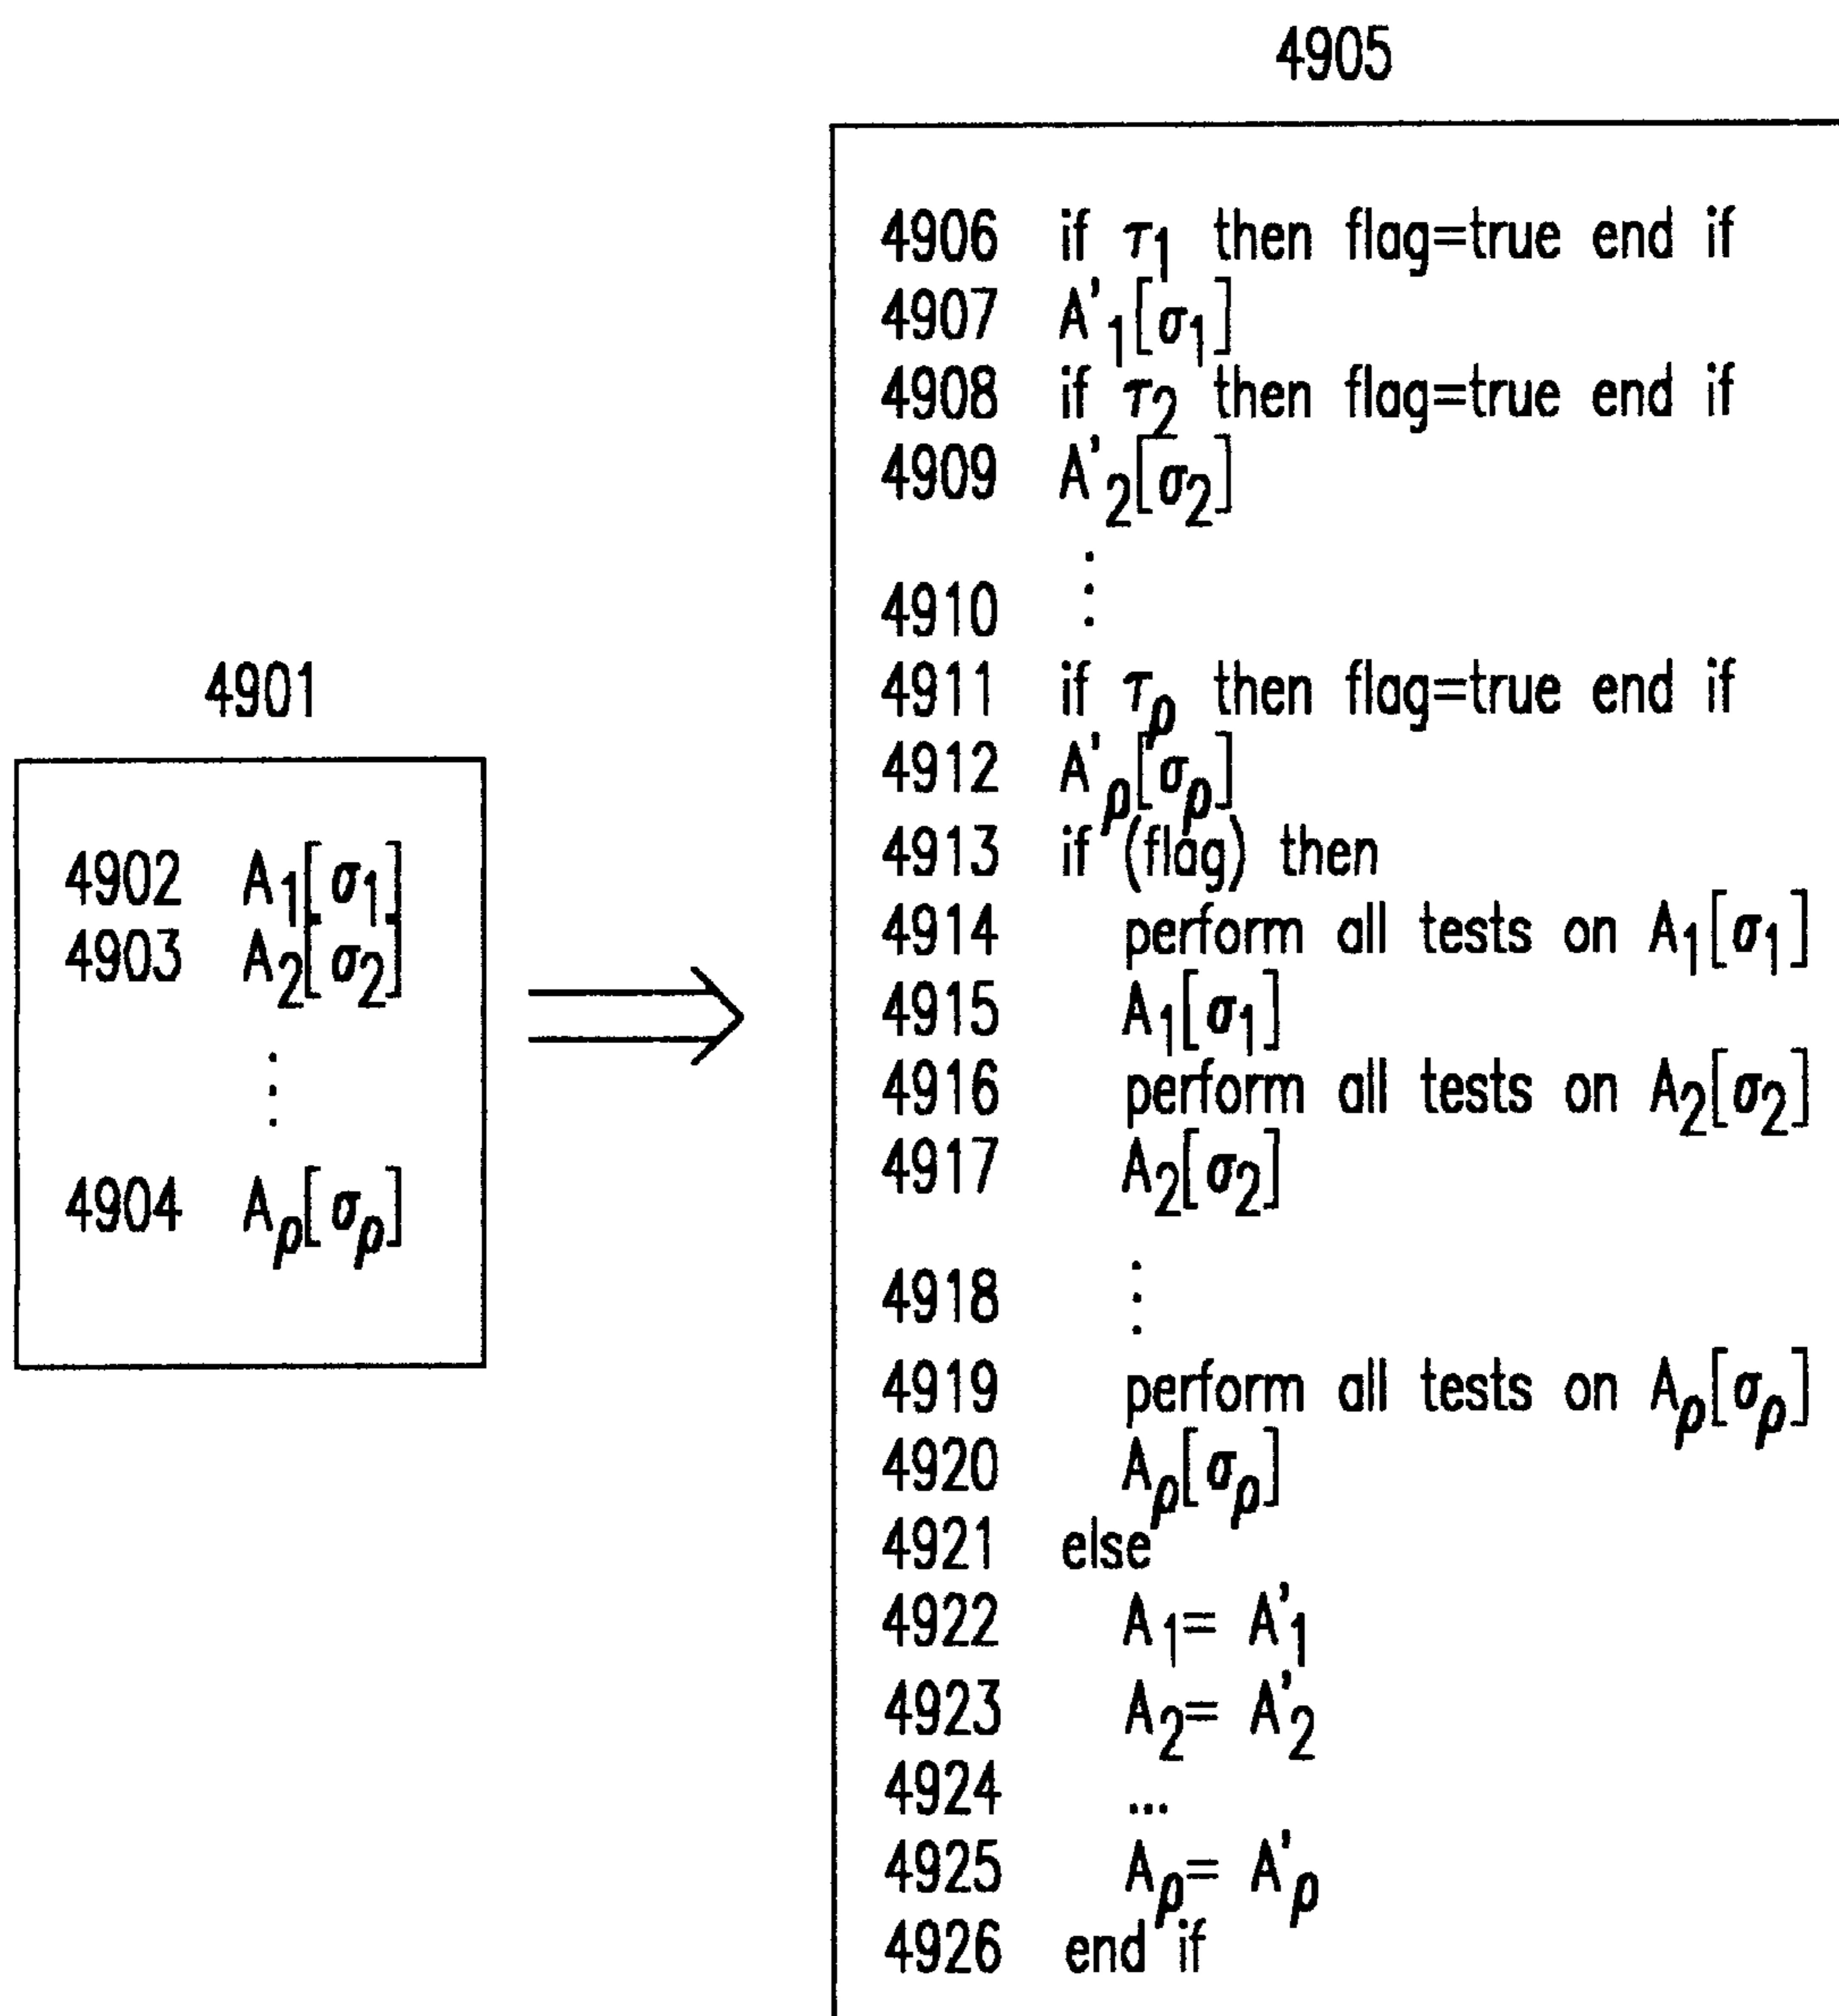 4901
4902 A₁[σ₁]
4903 A₂[σ₂]
⋮
4904 Aρ[σρ]
4905
4906 if τ₁ then flag=true end if
4907 A'₁[σ₁]
4908 if τ₂ then flag=true end if
4909 A'₂[σ₂]
4910 ⋮
4911 if τρ then flag=true end if
4912 A'ρ[σρ]
4913 if (flag) then
4914 perform all tests on A₁[σ₁]
4915 A₁[σ₁]
4916 perform all tests on A₂[σ₂]
4917 A₂[σ₂]
4918 ⋮
4919 perform all tests on Aρ[σρ]
4920 Aρ[σρ]
4921 else
4922 A₁= A'₁
4923 A₂= A'₂
4924 ...
4925 Aρ= A'ρ
4926 end if